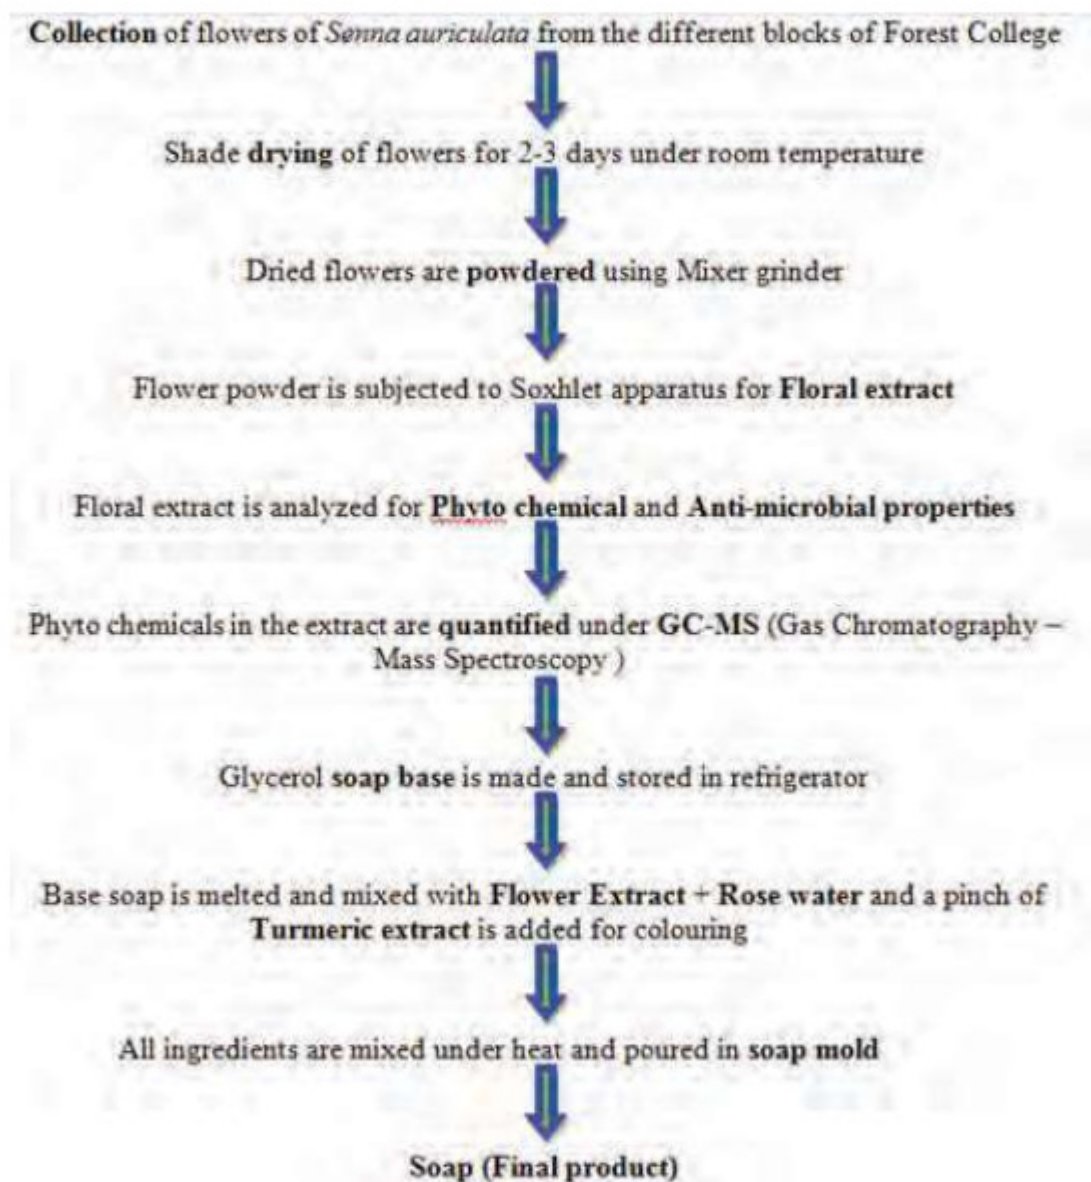 Collection of flowers of Senna auriculata from the different blocks of Forest College
Shade drying of flowers for 2-3 days under room temperature
Dried flowers are powdered using Mixer grinder
Flower powder is subjected to Soxhlet apparatus for Floral extract
Floral extract is analyzed for Phyto chemical and Anti-microbial properties
Phyto chemicals in the extract are quantified under GC-MS (Gas Chromatography –
Mass Spectroscopy )
Glycerol soap base is made and stored in refrigerator
Base soap is melted and mixed with Flower Extract + Rose water and a pinch of
Turmeric extract is added for colouring
All ingredients are mixed under heat and poured in soap mold
Soap (Final product)